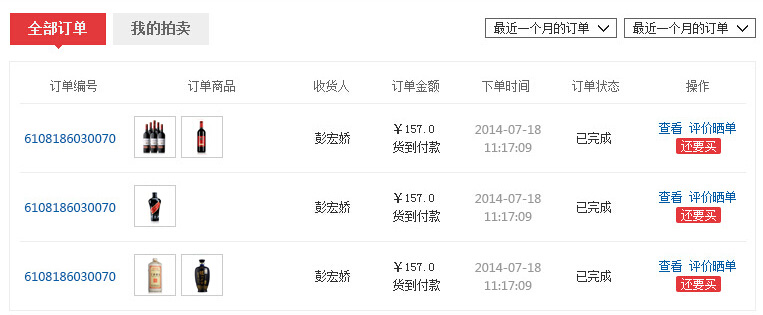 全部订单 我的拍卖 最近一个月的订单 最近一个月的订单
订单编号 订单商品 收货人 订单金额 下单时间 订单状态 操作
6108186030070 彭宏娇 ￥157.0 货到付款 2014-07-18 11:17:09 已完成 查看 评价晒单 还要买
6108186030070 彭宏娇 ￥157.0 货到付款 2014-07-18 11:17:09 已完成 查看 评价晒单 还要买
6108186030070 彭宏娇 ￥157.0 货到付款 2014-07-18 11:17:09 已完成 查看 评价晒单 还要买